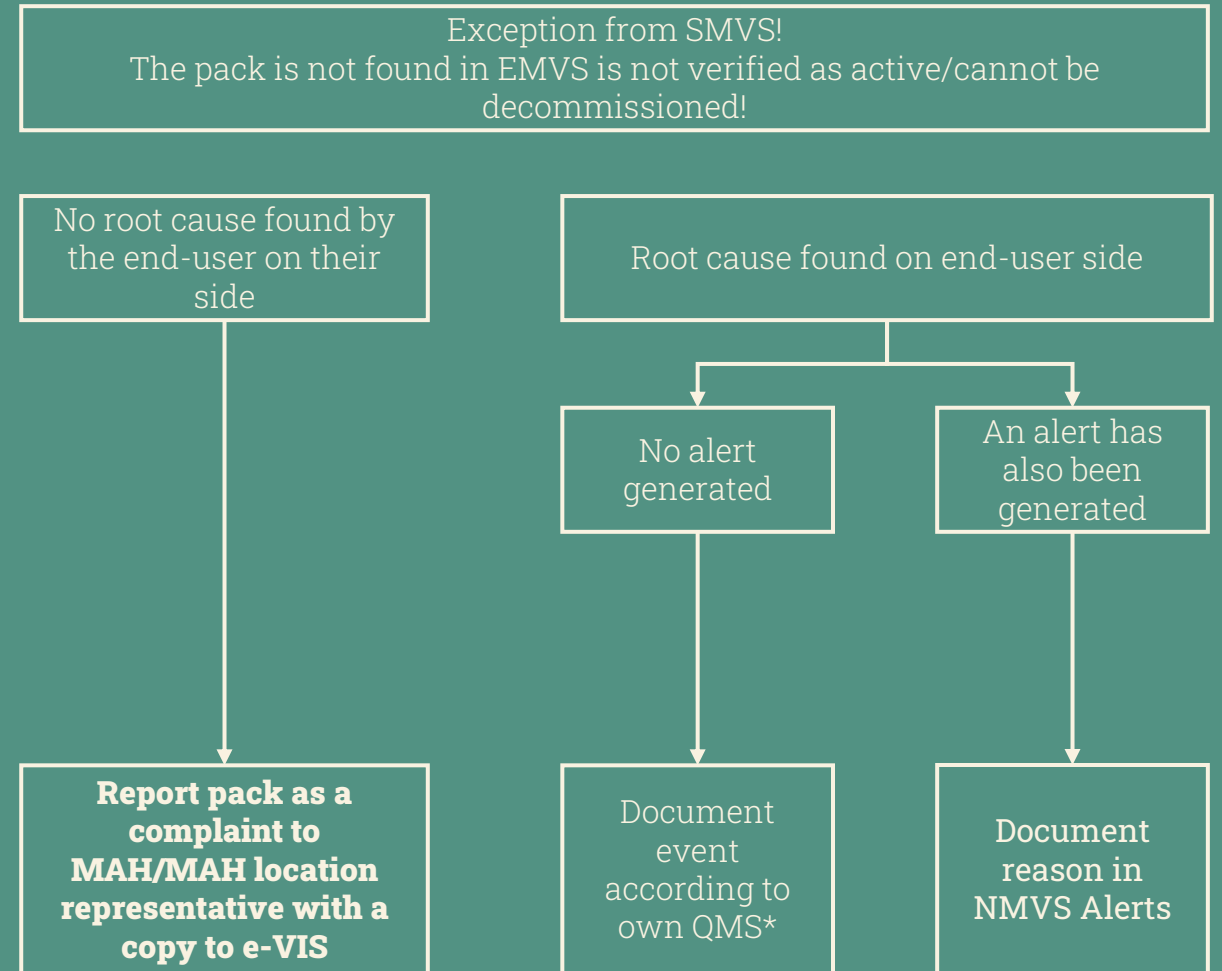 Exception from SMVS!
The pack is not found in EMVS is not verified as active/cannot be
decommissioned!
No root cause found by
the end-user on their
side
Root cause found on end-user side
No alert
generated
An alert has
also been
generated
Report pack as a
complaint to
MAH/MAH location
representative with a
copy to e-VIS
Document
event
according to
own QMS*
Document
reason in
NMVS Alerts